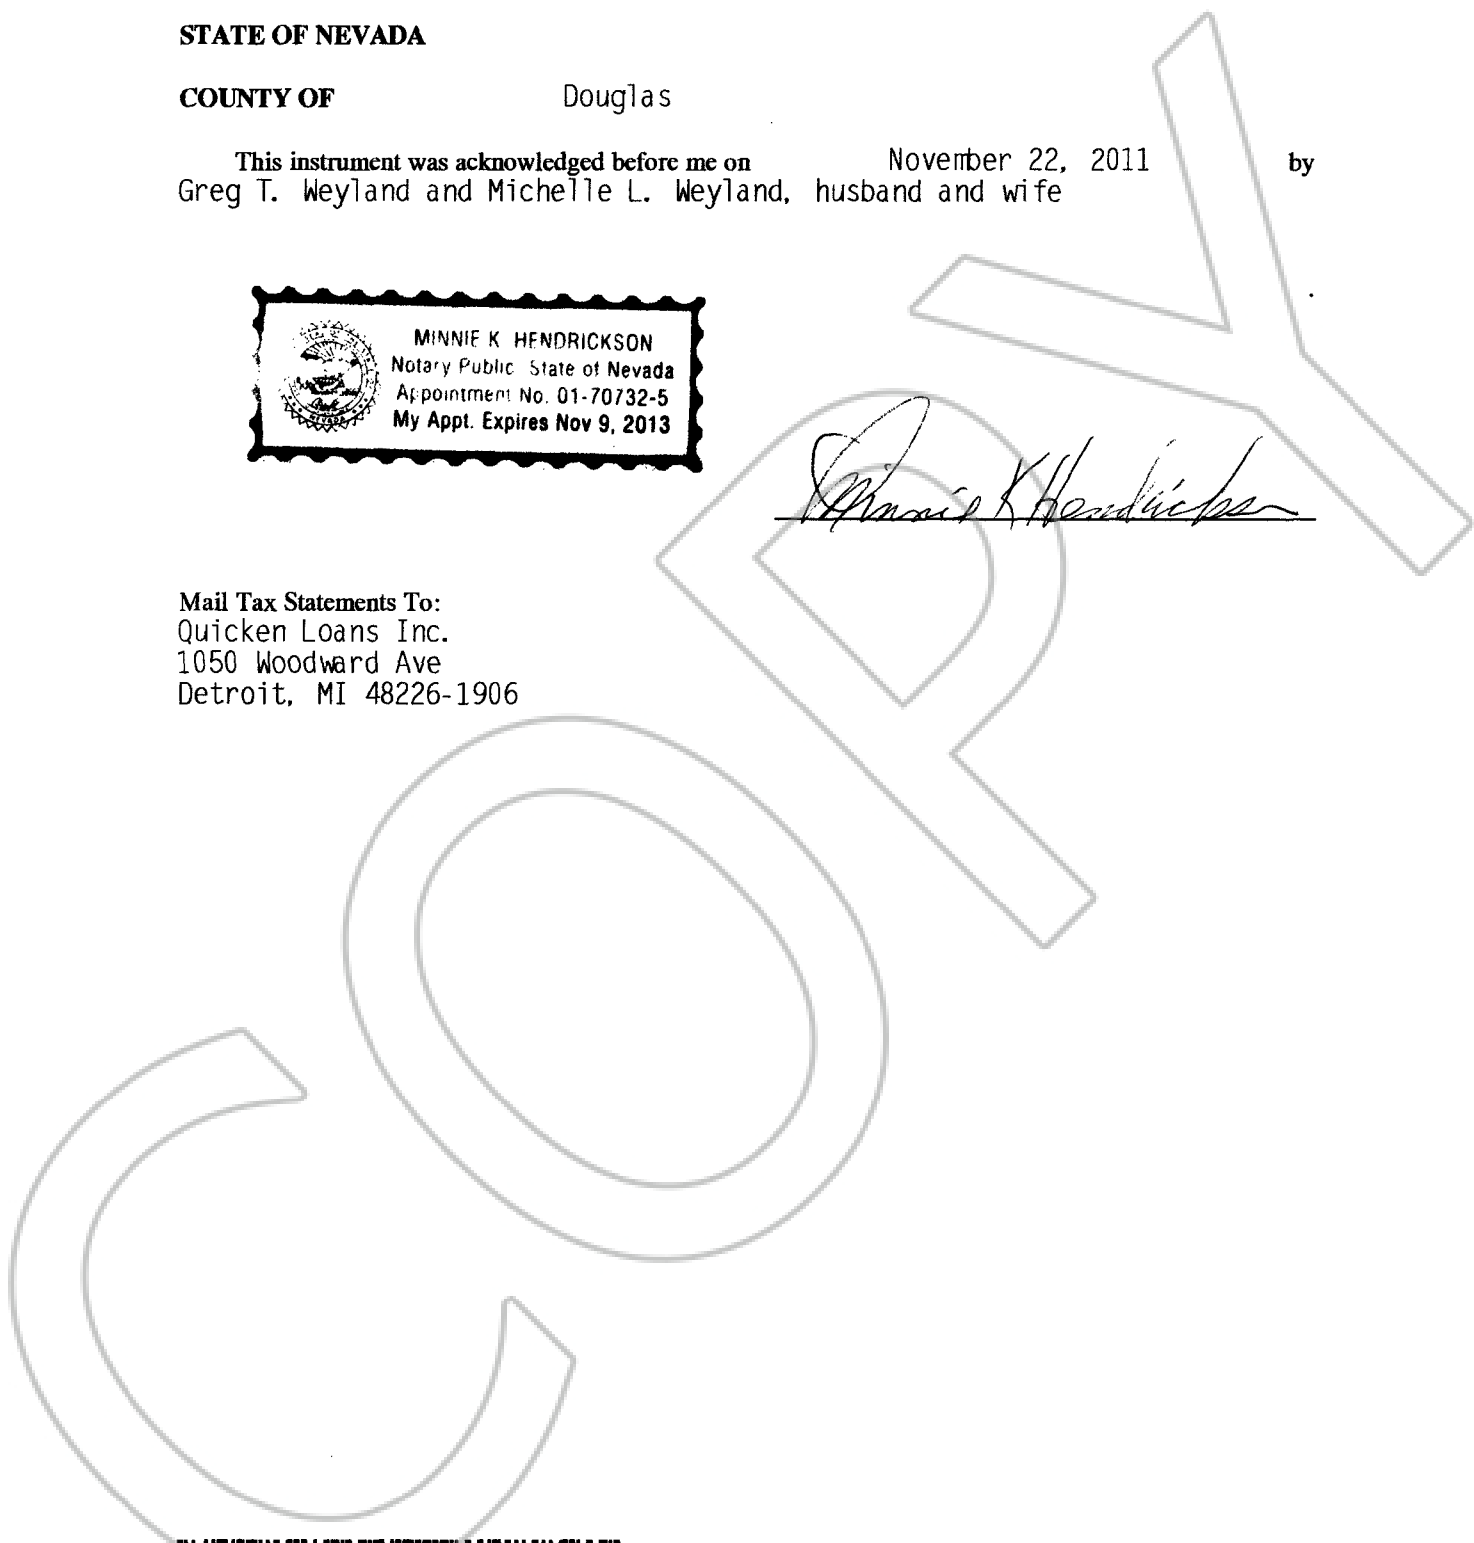 STATE OF NEVADA
COUNTY OF Douglas
This instrument was acknowledged before me on November 22, 2011 by
Greg T. Weyland and Michelle L. Weyland, husband and wife
.
MINNIE K HENDRICKSON
Notary Public State of Nevada
Appointment No. 01-70732-5
My Appt. Expires Nov 9, 2013
NEVADA
Minnie K Hendrickson
Mail Tax Statements To:
Quicken Loans Inc.
1050 Woodward Ave
Detroit, MI 48226-1906
COPY